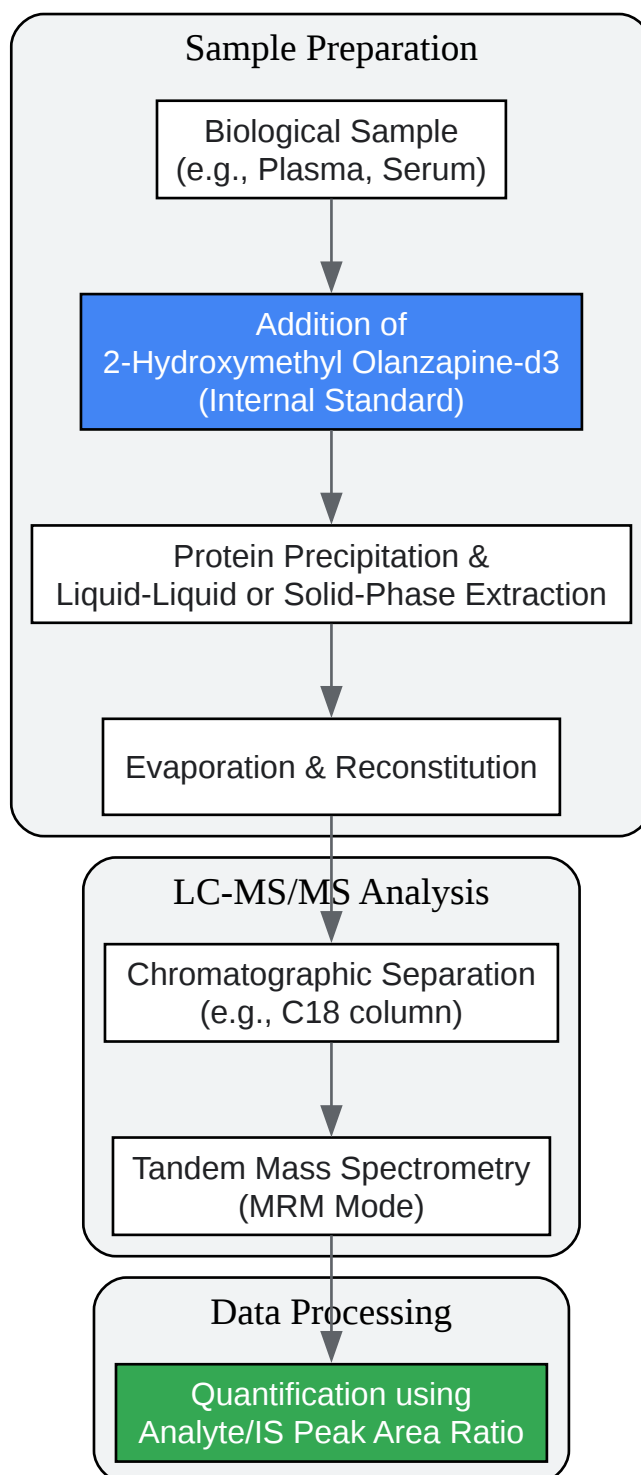 Sample Preparation
Biological Sample
(e.g., Plasma, Serum)
Addition of
2-Hydroxymethyl Olanzapine-d3
(Internal Standard)
Protein Precipitation &
Liquid-Liquid or Solid-Phase Extraction
Evaporation & Reconstitution
LC-MS/MS Analysis
Chromatographic Separation
(e.g., C18 column)
Tandem Mass Spectrometry
(MRM Mode)
Data Processing
Quantification using
Analyte/IS Peak Area Ratio